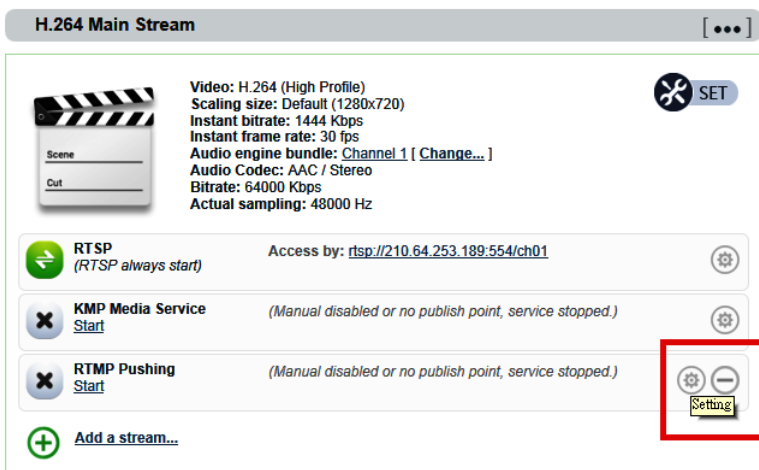 H.264 Main Stream
[ ••• ]
Video: H.264 (High Profile)
SET
Scaling size: Default (1280x720)
Instant bitrate: 1444 Kbps
Instant frame rate: 30 fps
Scene
Audio engine bundle: Channel 1 [ Change... ]
Audio Codec: AAC / Stereo
Cut
Bitrate: 64000 Kbps
Actual sampling: 48000 Hz
RTSP
(RTSP always start)
Access by: rtsp://210.64.253.189:554/ch01
KMP Media Service
Start
(Manual disabled or no publish point, service stopped.)
RTMP Pushing
Start
(Manual disabled or no publish point, service stopped.)
Setting
Add a stream...